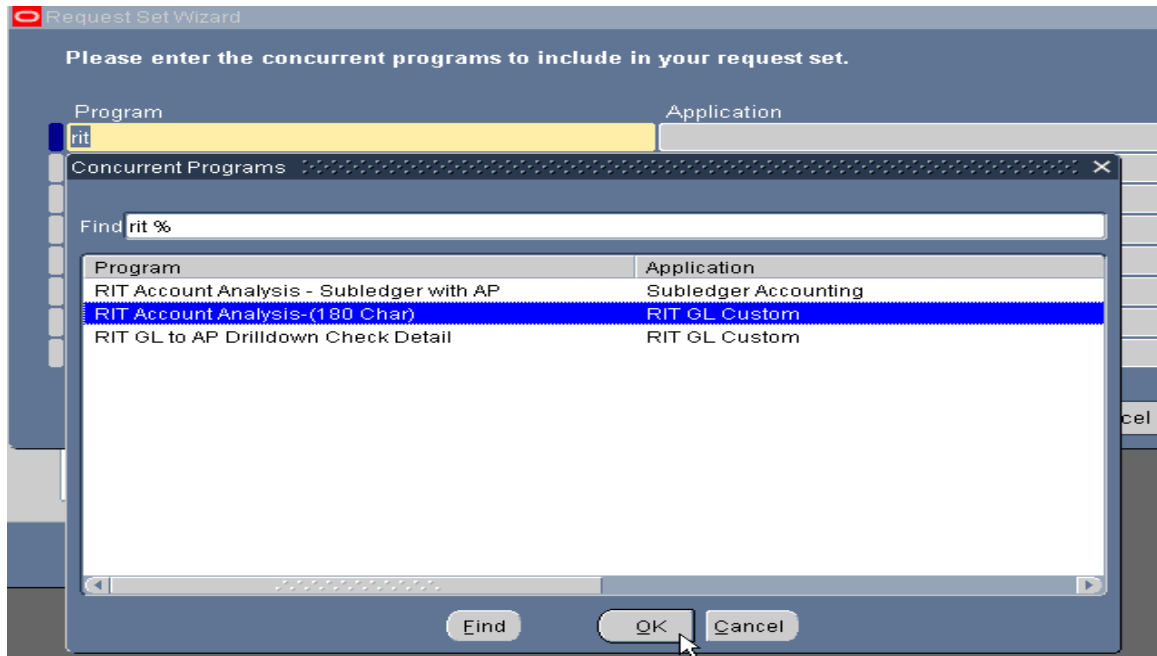 Request Set Wizard
Please enter the concurrent programs to include in your request set.
Program Application
rit
Concurrent Programs
Find rit %
Program Application
RIT Account Analysis - Subledger with AP Subledger Accounting
RIT Account Analysis-(180 Char) RIT GL Custom
RIT GL to AP Drilldown Check Detail RIT GL Custom
cel
Find OK Cancel